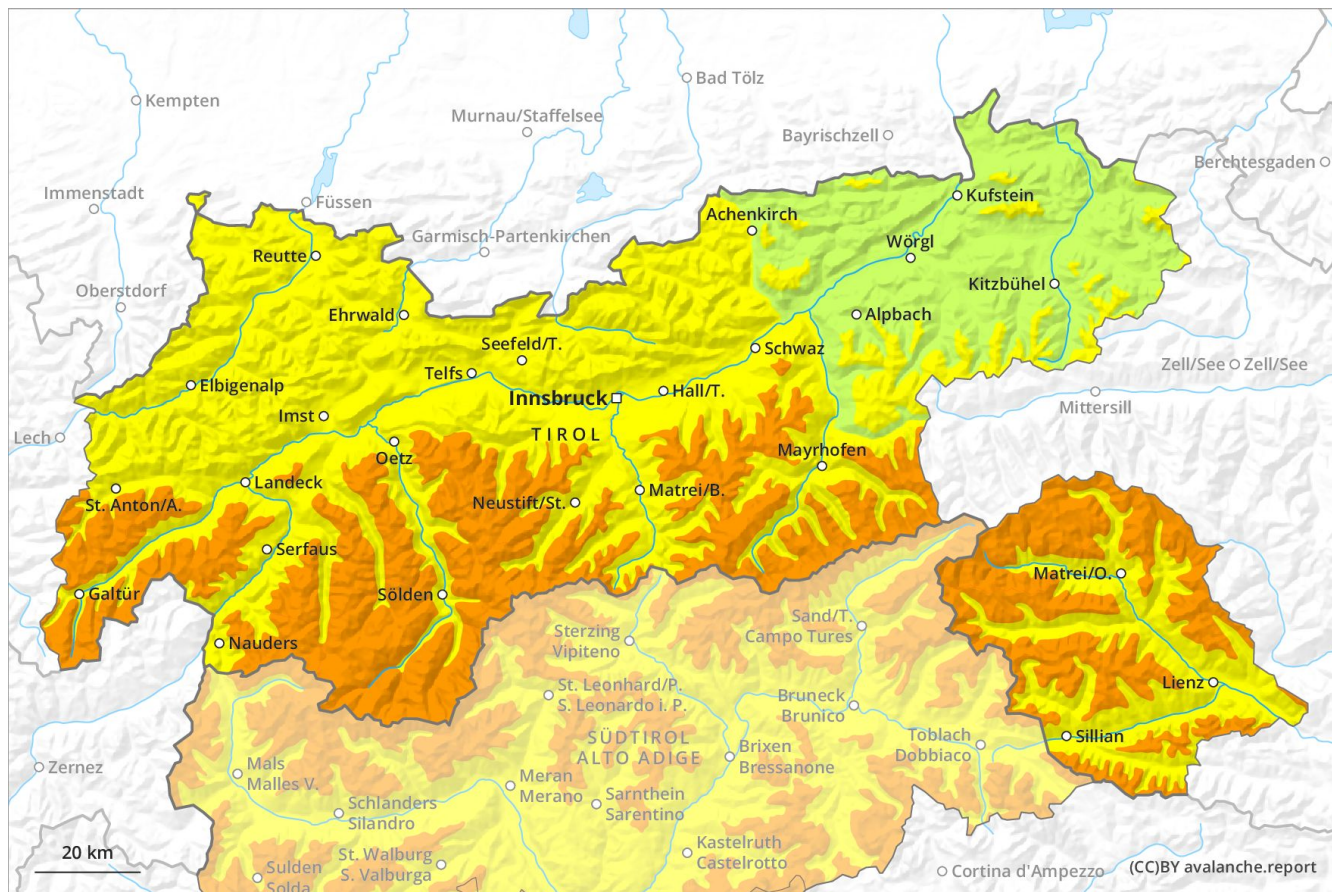 Bad Tölz
Kempten
Murnau/Staffelsee
Bayrischzell
Berchtesgaden
Immenstadt
Füssen
Kufstein
Achenkirch
Garmisch-Partenkirchen
Wörgl
Reutte
Kitzbühel
Oberstdorf
Ehrwald
Alpbach
Seefeld/T.
Schwaz
Zell/See
Zell/See
Telfs
Elbigenalp
Innsbruck
Hall/T.
Mittersill
Imst
Lech
TIROL
Mayrhofen
Oetz
Landeck
Matrei/B.
St. Anton/A.
Neustift/St.
Serfaus
Matrei/O.
Galtür
Sölden
Sand/T.
Campo Tures
Sterzing
Vipiteno
Nauders
Lienz
St. Leonhard/P.
S. Leonardo i. P.
Bruneck
Brunico
Sillian
SÜDTIROL
ALTO ADIGE
Toblach
Dobbiaco
Brixen
Bressanone
Zernez
Mals
Malles V.
Meran
Merano
Sarnthein
Sarentino
Schlanders
Silandro
Kastelruth
Castelrotto
20 km
St. Walburg
S. Valburga
Sulden
Solda
Cortina d'Ampezzo
(CC)BY avalanche.report